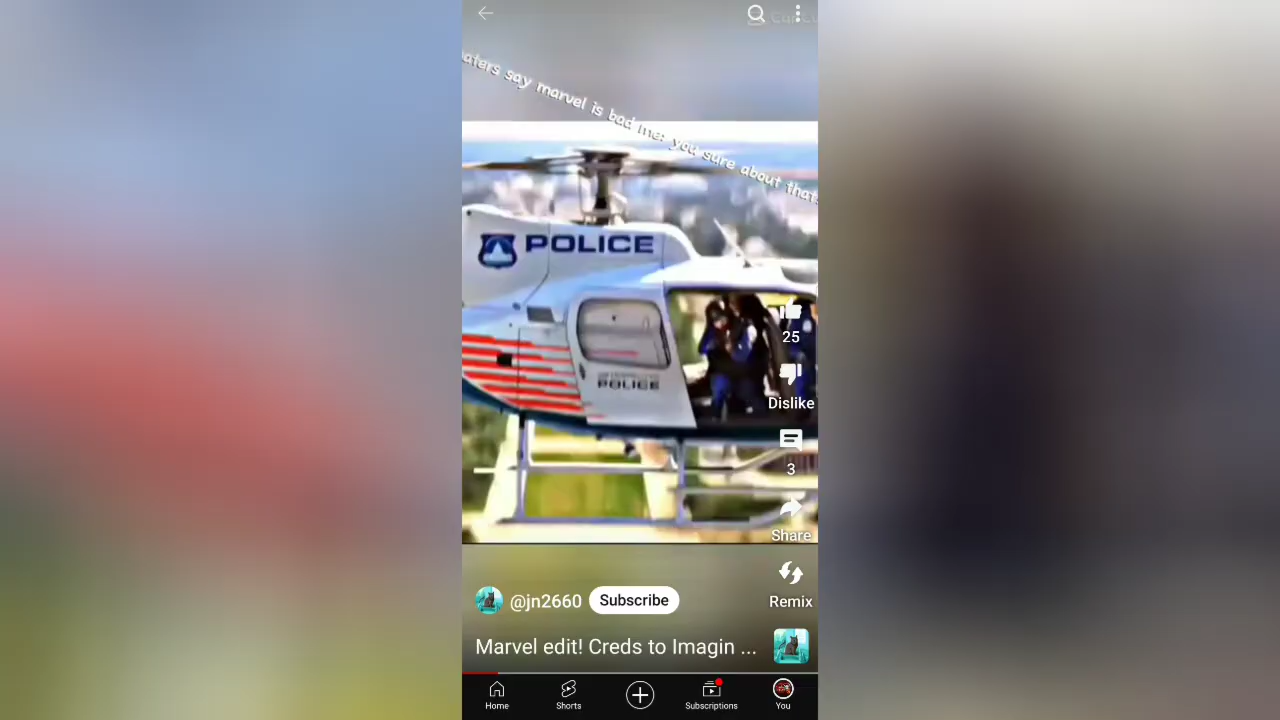 aters say marvel is bad me: you sure about that
POLICE
POLICE
25
Dislike
3
Share
@jn2660
Subscribe
Remix
Marvel edit! Creds to Imagin ...
Home
Shorts
Subscriptions
You